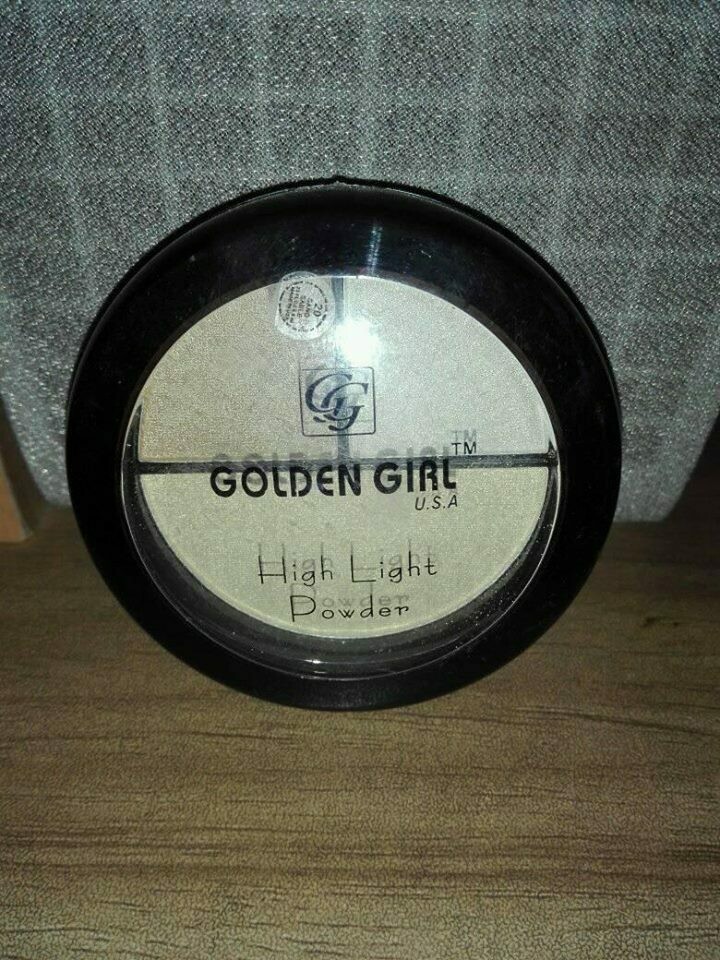 GG
GOLDEN GIRL™
U.S.A
High Light
Powder